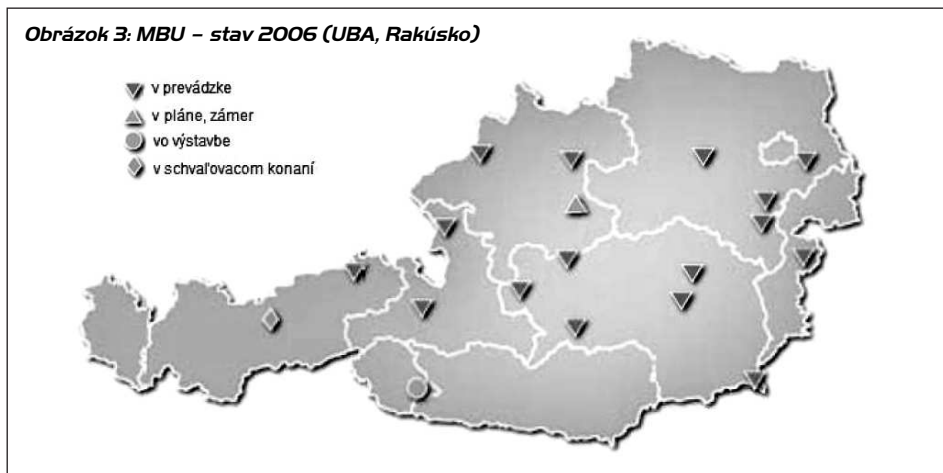 Obrázok 3: MBU – stav 2006 (UBA, Rakúsko)
v prevádzke
v pláne, zámer
vo výstavbe
v schvaľovacom konaní